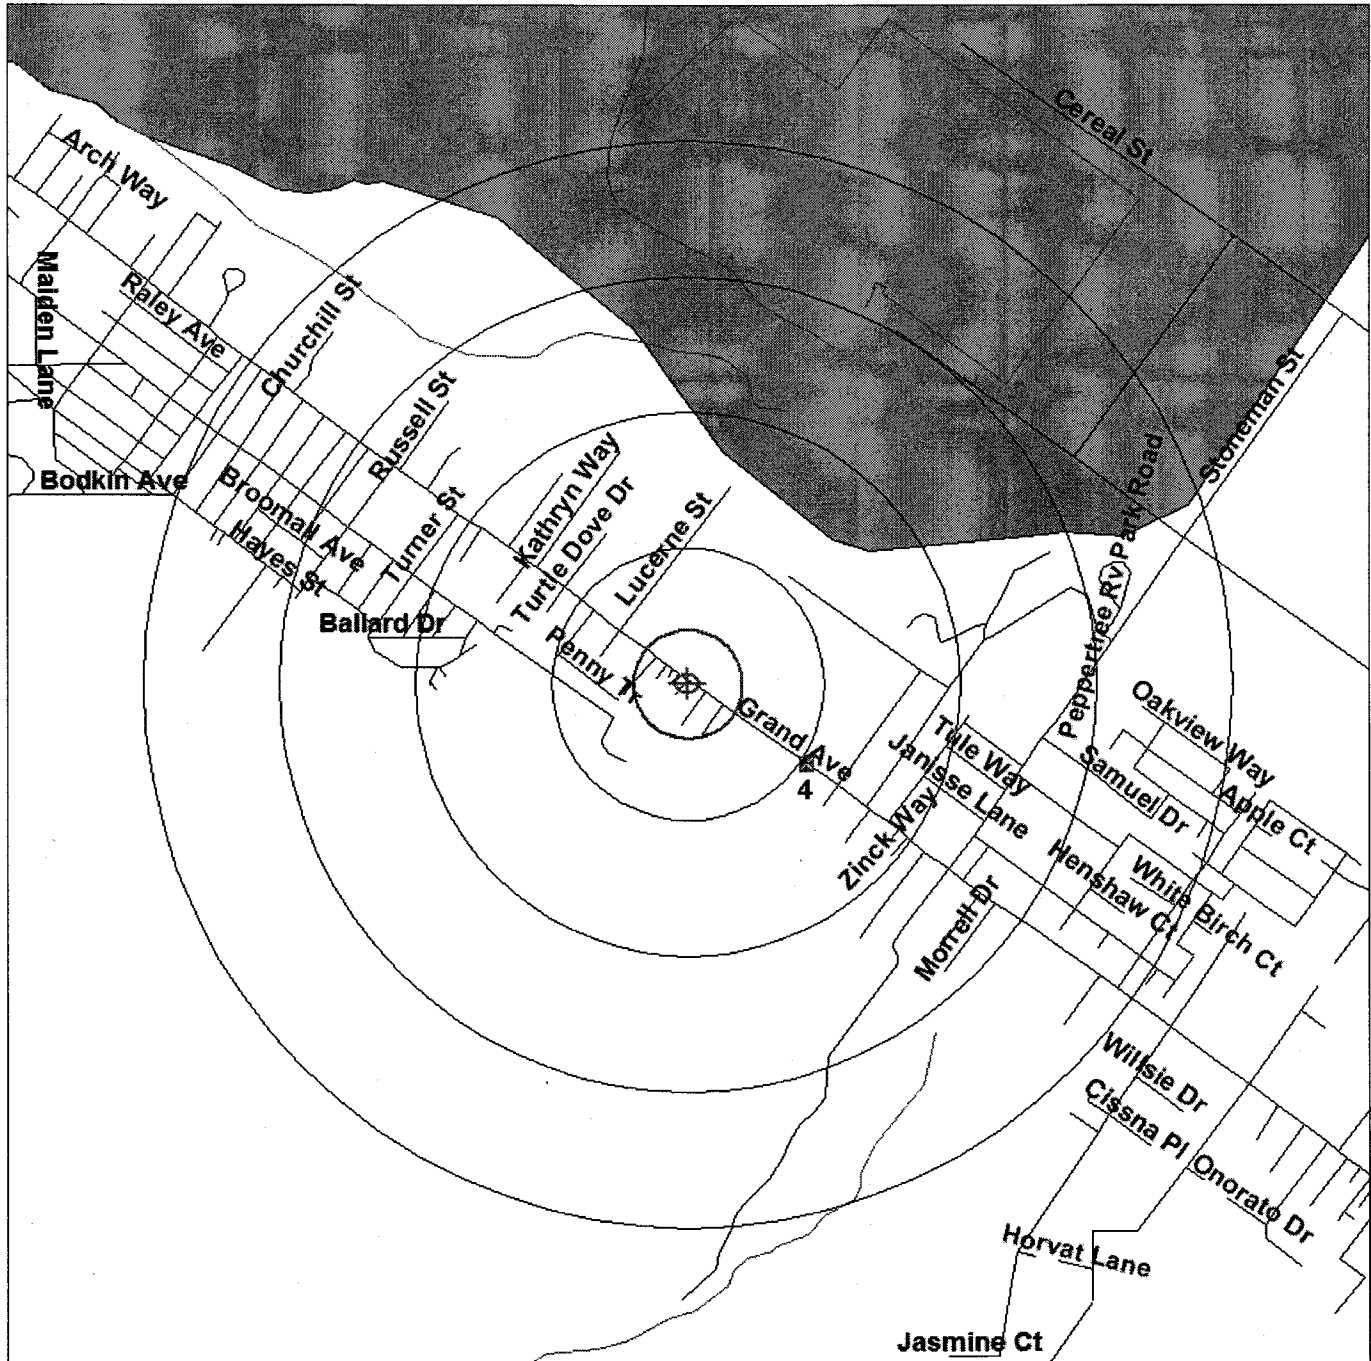 Cereal St
Arch Way
Maiden Lane
Raley Ave
Churchill St
Russell St
Stoneman St
Bodkin Ave
Broomall Ave
Hayes St
Turner St
Kathryn Way
Turtle Dove Dr
Lucerne St
Peppertree Rv Park Road
Ballard Dr
Penny Tr
Grand Ave
4
Oakview Way
Tule Way
Janisse Lane
Samuel Dr
Apple Ct
Zinck Way
Henshaw Ct
White Birch Ct
Morrell Dr
Willsie Dr
Cissna Pl
Onorato Dr
Horvat Lane
Jasmine Ct